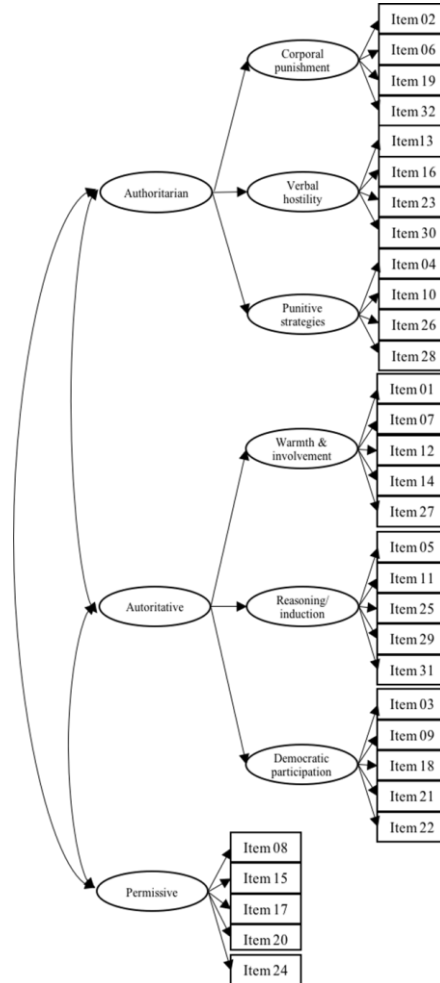 Item 02
Corporal
punishment
Item 06
Item 19
Item 32
Item13
Item 16
Authoritarian
Verbal
hostility
Item 23
Item 30
Item 04
Item 10
Punitive
strategies
Item 26
Item 28
Item 01
Item 07
Warmth &
involvement
Item 12
Item 14
Item 27
Item 05
Item 11
Autoritative
Reasoning/
induction
Item 25
Item 29
Item 31
Item 03
Item 09
Democratic
participation
Item 18
Item 21
Item 22
Item 08
Item 15
Permissive
Item 17
Item 20
Item 24